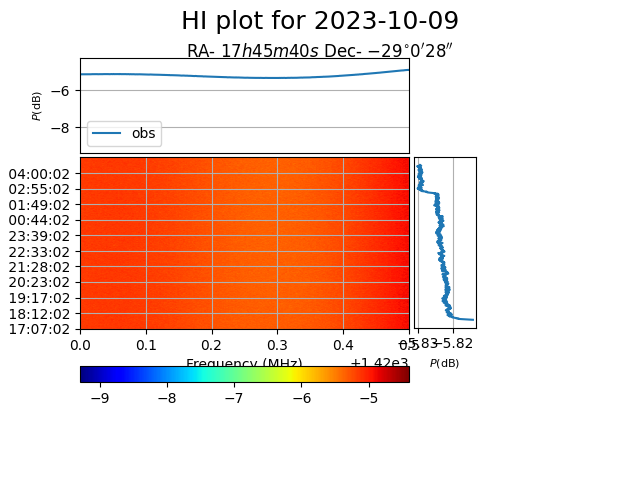 HI plot for 2023-10-09
RA- 17h45m40s Dec- −29°0′28″
P(dB)
−6
−8
obs
04:00:02
02:55:02
01:49:02
00:44:02
23:39:02
22:33:02
21:28:02
20:23:02
19:17:02
18:12:02
17:07:02
0.0 0.1 0.2 0.3 0.4 0.5
−5.83 −5.82
Frequency (MHz) +1.42e3
P(dB)
−9 −8 −7 −6 −5